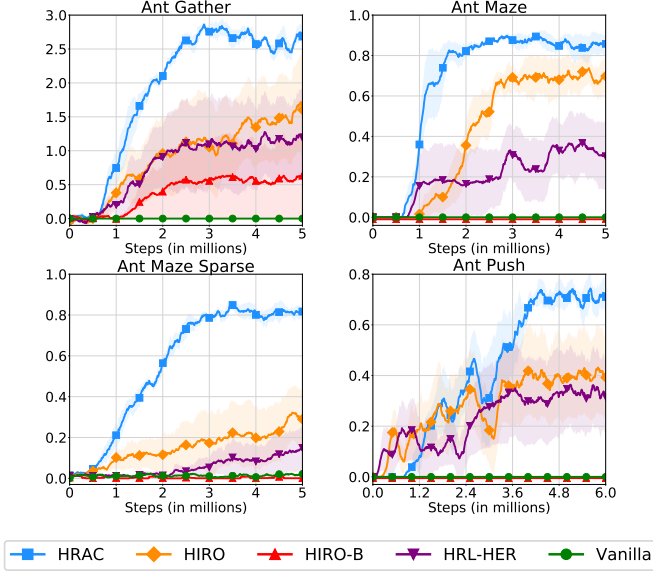 Ant Gather
3.0
2.5
2.0
1.5
1.0
0.5
0.0
0 1 2 3 4 5
Steps (in millions)
Ant Maze
1.0
0.8
0.6
0.4
0.2
0.0
0 1 2 3 4 5
Steps (in millions)
Ant Maze Sparse
1.0
0.8
0.6
0.4
0.2
0.0
0 1 2 3 4 5
Steps (in millions)
Ant Push
0.8
0.6
0.4
0.2
0.0
0.0 1.2 2.4 3.6 4.8 6.0
Steps (in millions)
HRAC HIRO HIRO-B HRL-HER Vanilla